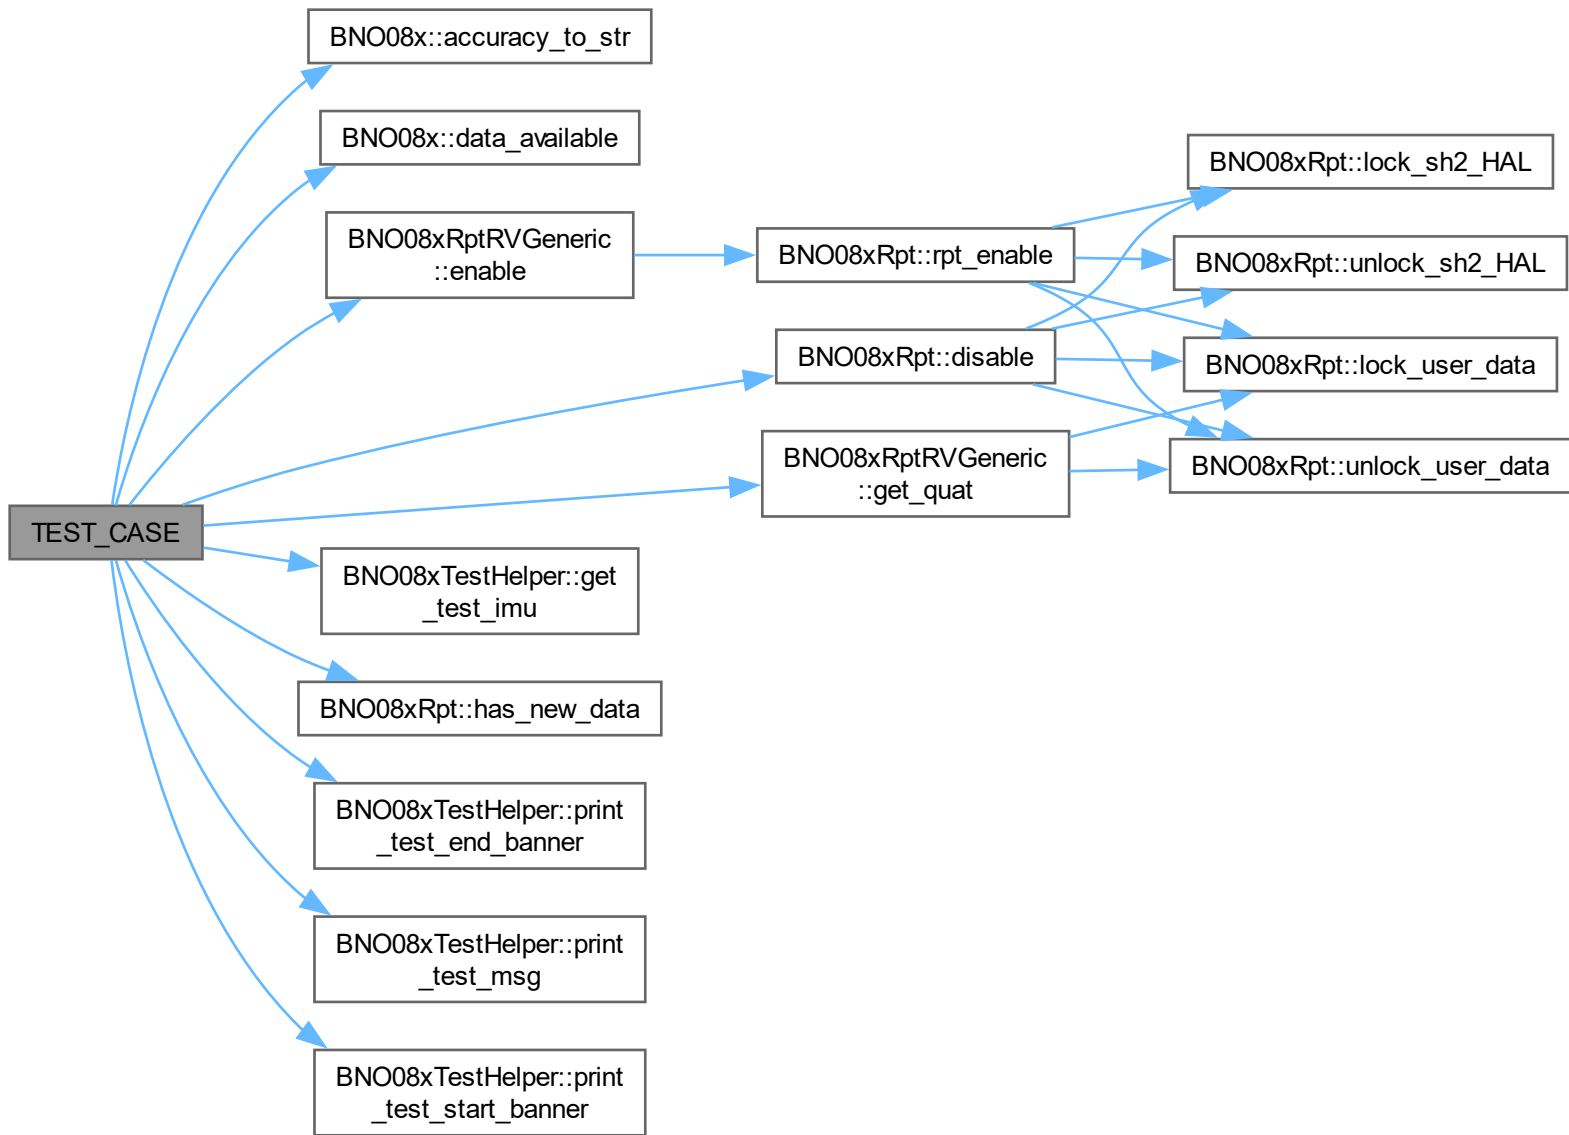 TEST_CASE
BNO08x::accuracy_to_str
BNO08x::data_available
BNO08xRptRVGeneric
::enable
BNO08xRpt::disable
BNO08xRptRVGeneric
::get_quat
BNO08xTestHelper::get
_test_imu
BNO08xRpt::has_new_data
BNO08xTestHelper::print
_test_end_banner
BNO08xTestHelper::print
_test_msg
BNO08xTestHelper::print
_test_start_banner
BNO08xRpt::rpt_enable
BNO08xRpt::lock_sh2_HAL
BNO08xRpt::unlock_sh2_HAL
BNO08xRpt::lock_user_data
BNO08xRpt::unlock_user_data